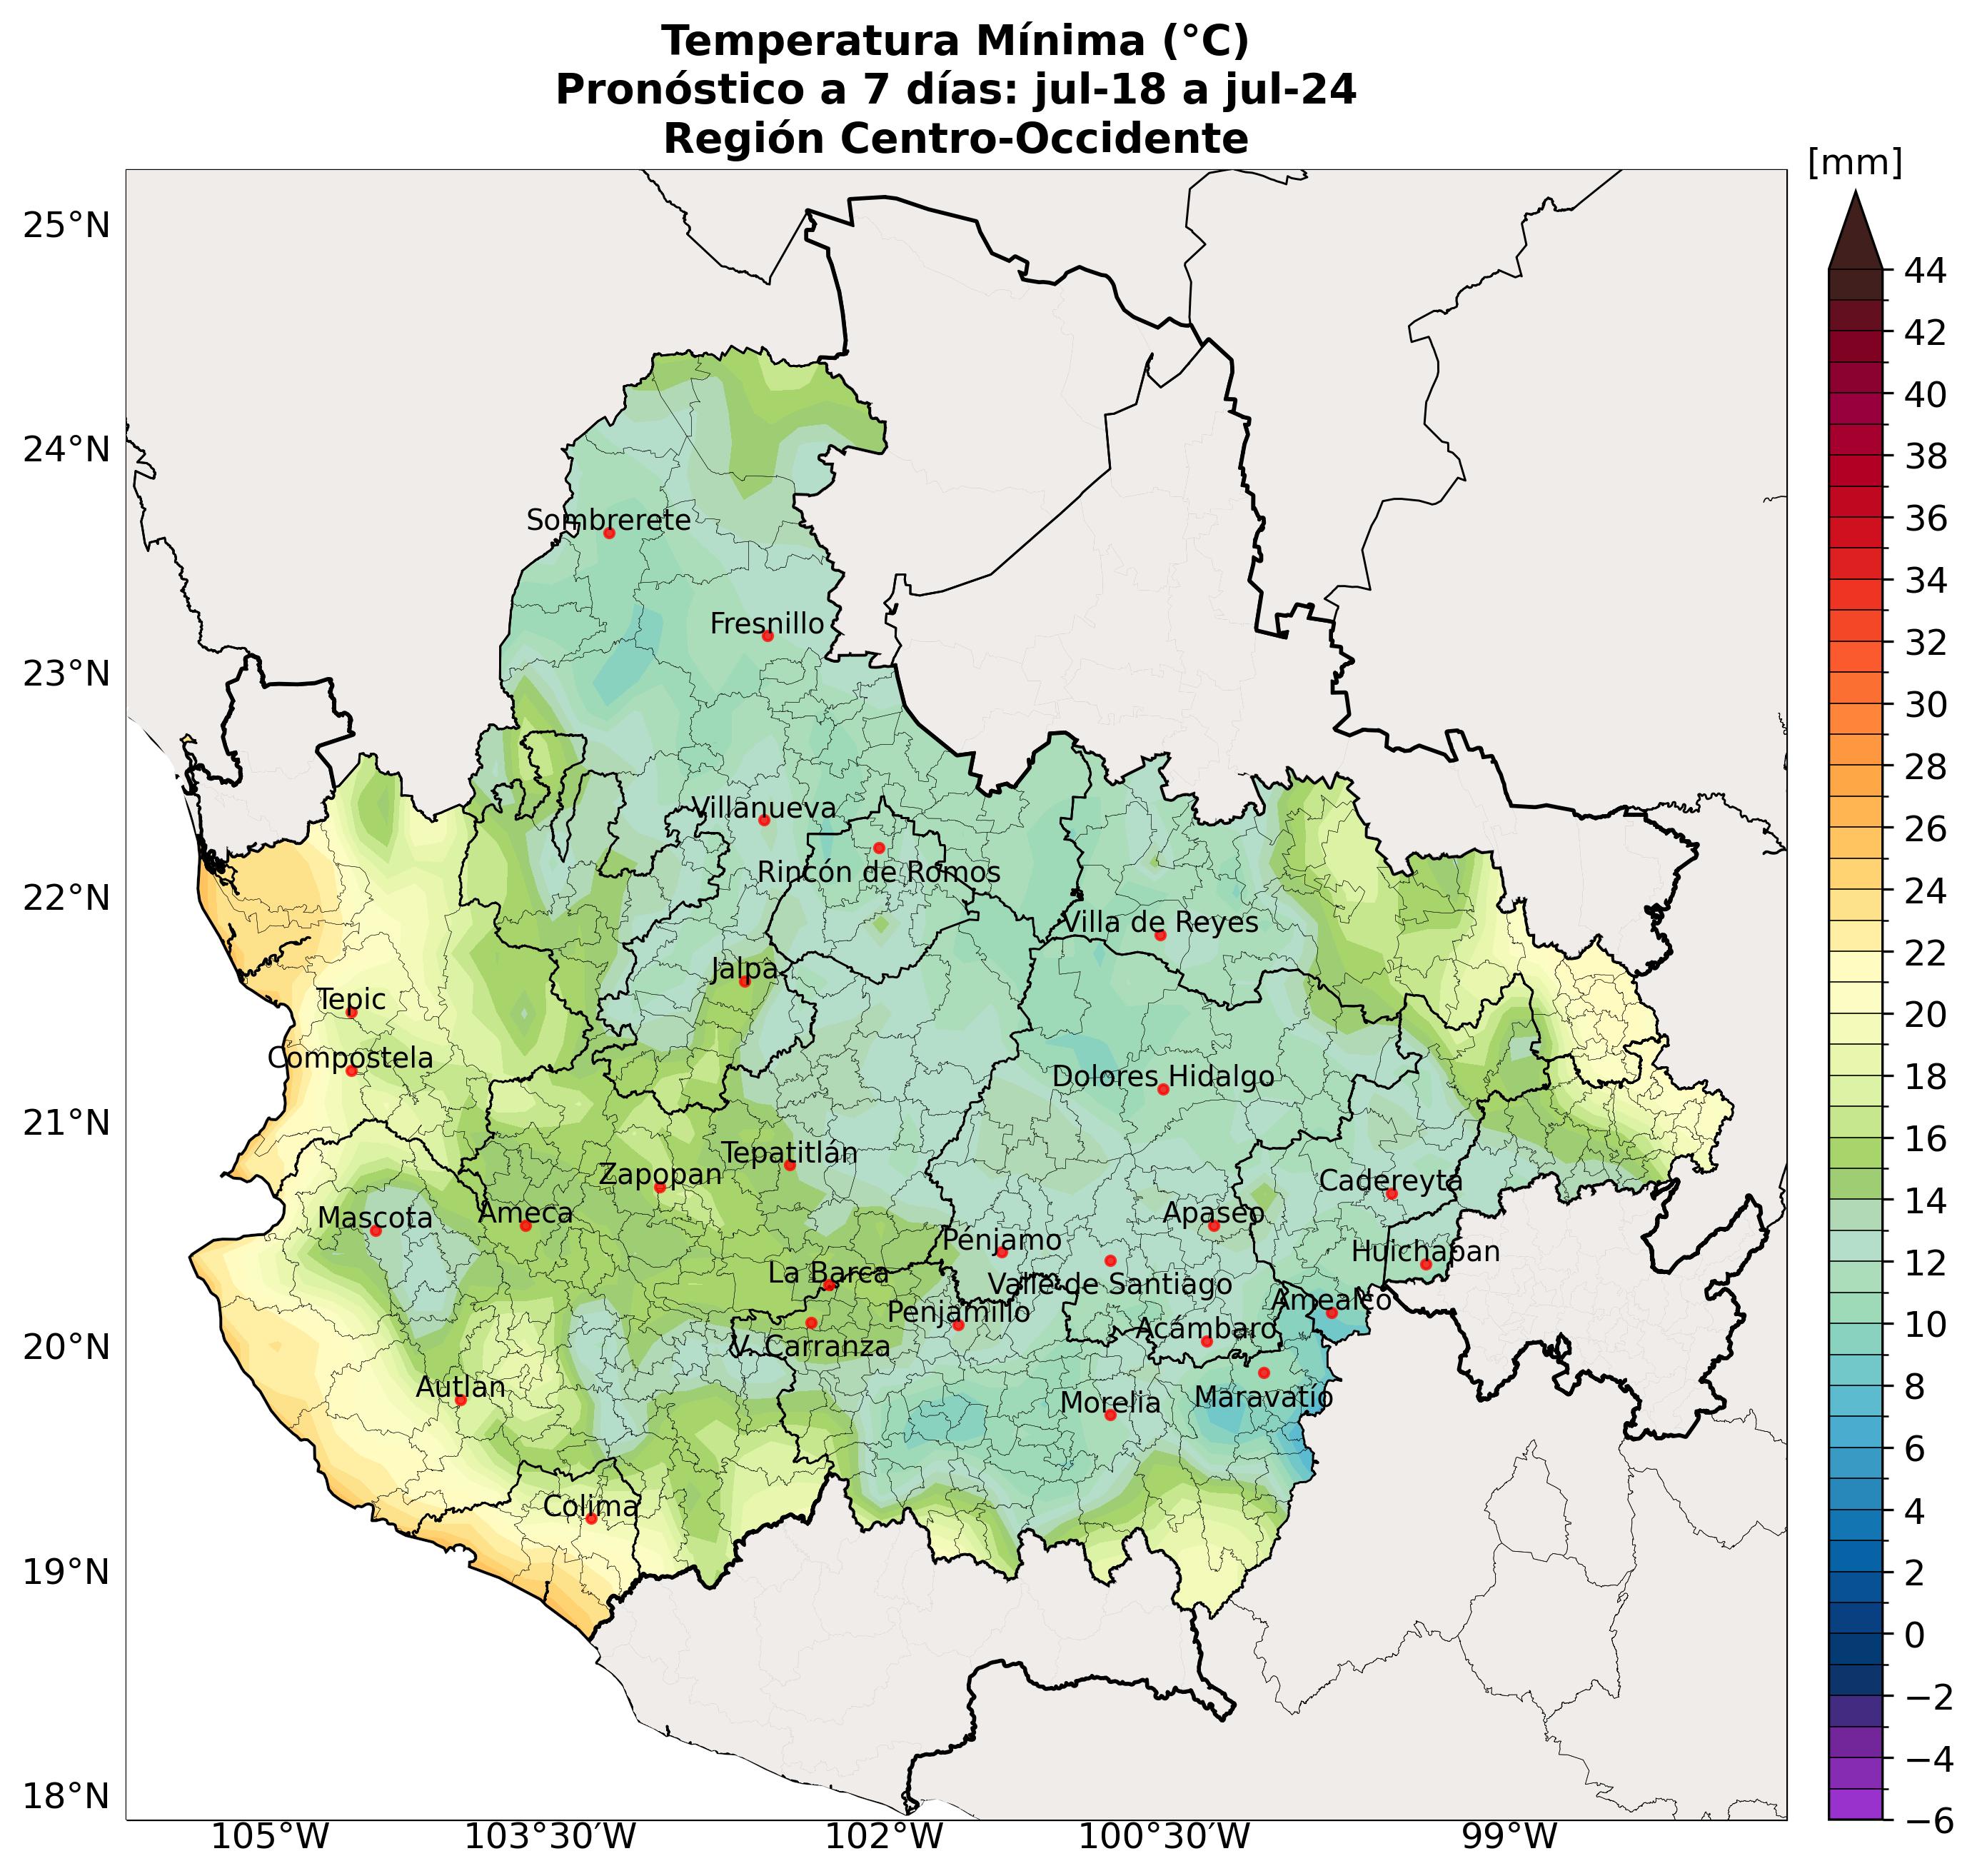 Temperatura Mínima (°C)
Pronóstico a 7 días: jul-18 a jul-24
Región Centro-Occidente
[mm]
25°N
24°N
23°N
22°N
21°N
20°N
19°N
18°N
Sombrerete
Fresnillo
Villanueva
Rincón de Romos
Villa de Reyes
Jalpa
Tepic
Compostela
Dolores Hidalgo
Tepatitlán
Zapopan
Cadereyta
Mascota
Ameca
Apaseo
Pénjamo
Huichapan
La Barca
Valle de Santiago
Amealco
Penjamillo
Acámbaro
V. Carranza
Autlan
Maravatío
Morelia
Colima
105°W
103°30′W
102°W
100°30′W
99°W
44
42
40
38
36
34
32
30
28
26
24
22
20
18
16
14
12
10
8
6
4
2
0
−2
−4
−6